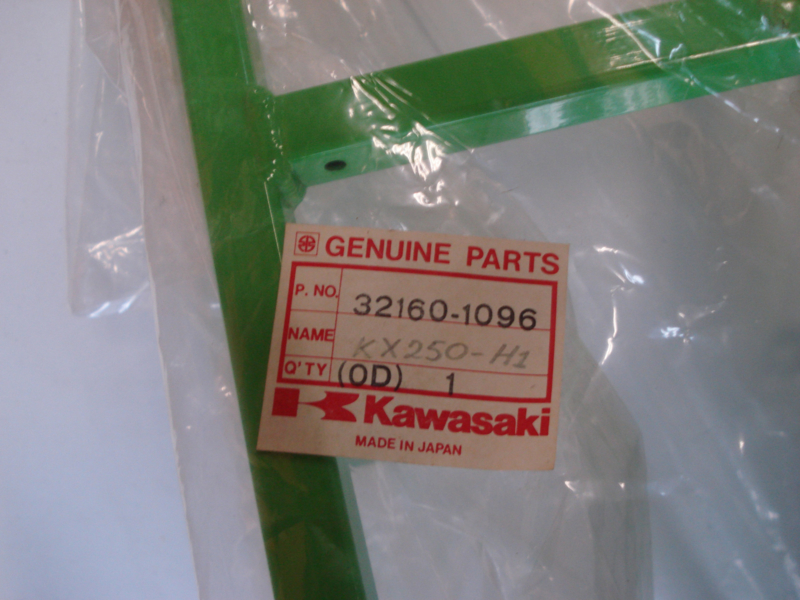 GENUINE PARTS
P. NO. 32160-1096
NAME KX250-H1
Q'TY (OD) 1
Kawasaki
MADE IN JAPAN